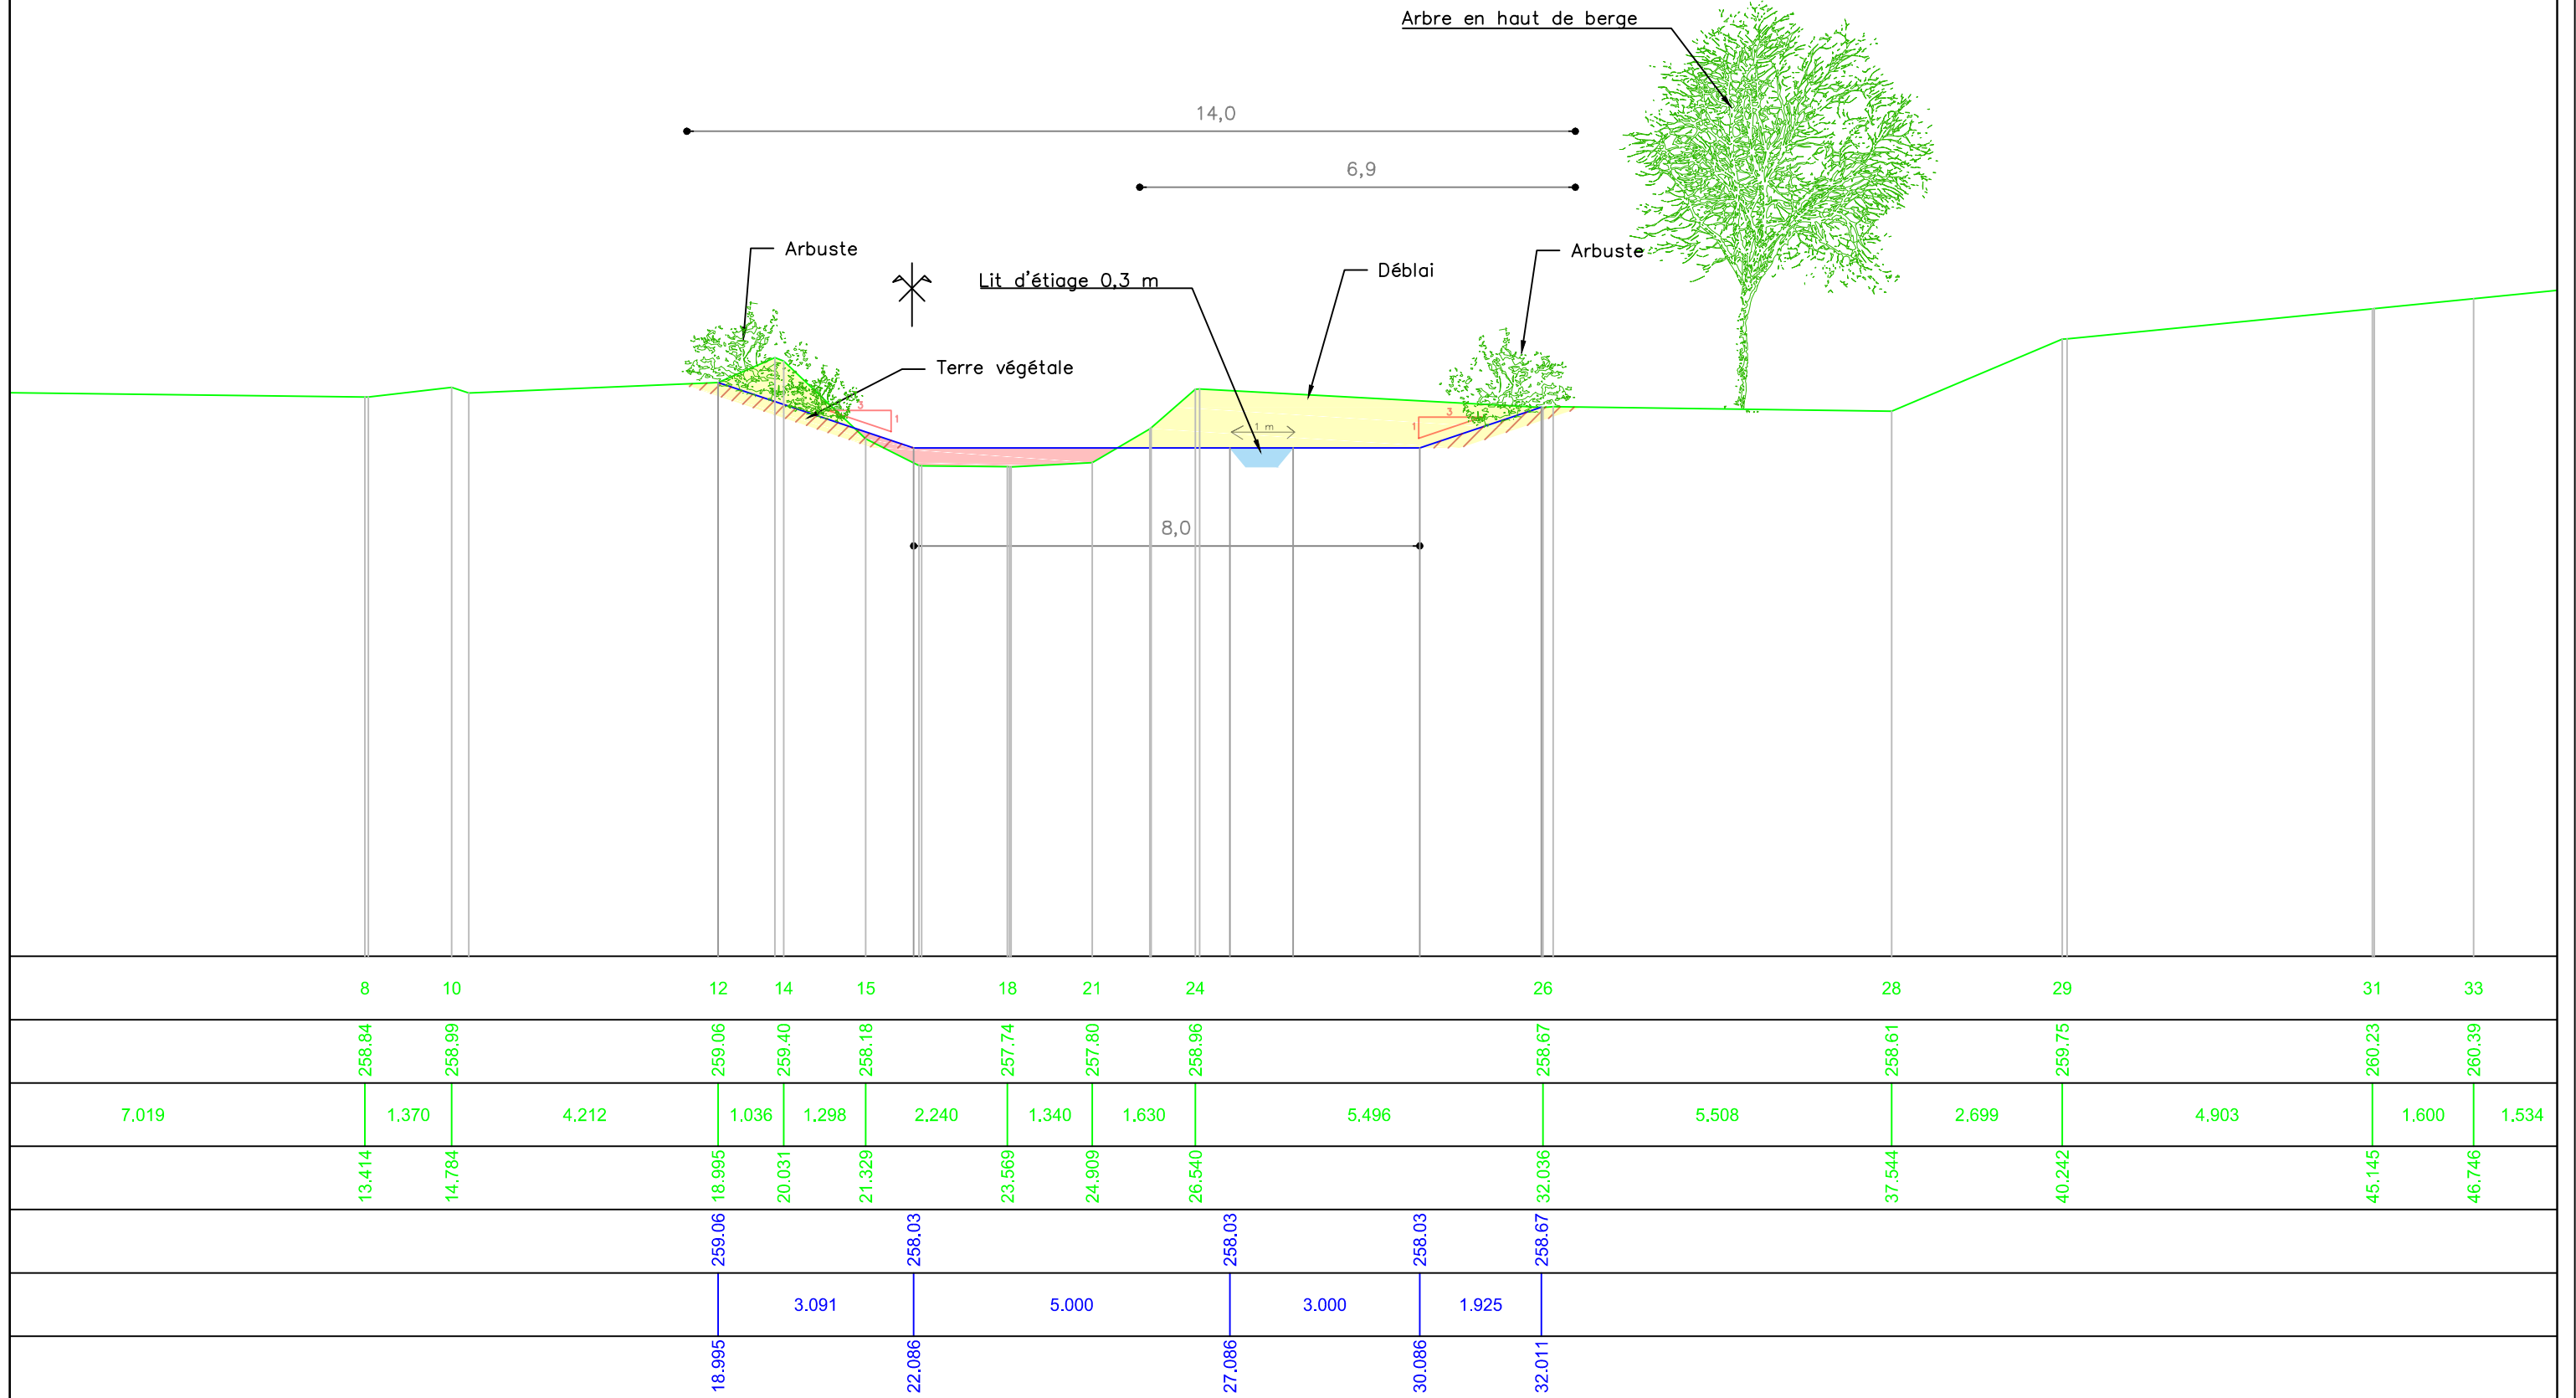 Arbre en haut de berge
14,0
6,9
Arbuste
Arbuste
Déblai
Lit d'étiage 0,3 m
Terre végétale
3
1
1 m
3
1
8,0
8 10 12 14 15 18 21 24 26 28 29 31 33
258.84 258.99 259.06 259.40 258.18 257.74 257.80 258.96 258.67 258.61 259.75 260.23 260.39
7.019 1.370 4.212 1.036 1.298 2.240 1.340 1.630 5.496 5.508 2.699 4.903 1.600 1.534
13.414 14.784 18.995 20.031 21.329 23.569 24.909 26.540 32.036 37.544 40.242 45.145 46.746
259.06 258.03 258.03 258.03 258.67
3.091 5.000 3.000 1.925
18.995 22.086 27.086 30.086 32.011